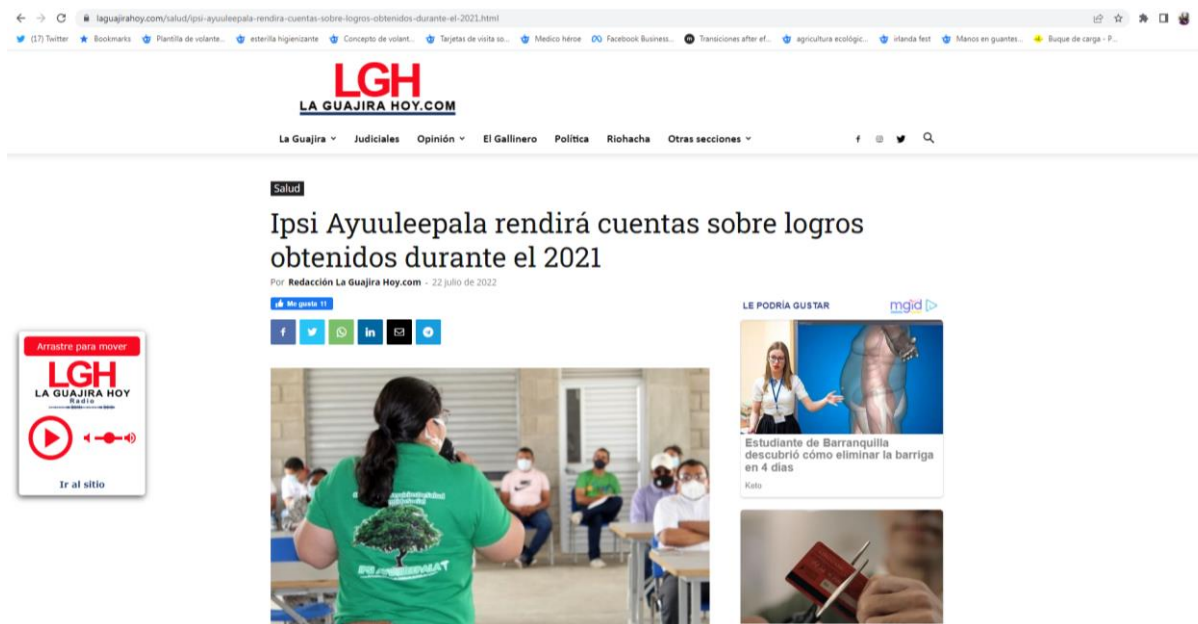 laguajirahoy.com/salud/ipsi-ayuuleepala-rendira-cuentas-sobre-logros-obtenidos-durante-el-2021.html
(17) Twitter Bookmarks Plantilla de volante... esterilla higienizante Concepto de volant... Tarjetas de visita so... Medico héroe Facebook Business... Transiciones after ef... agricultura ecológic... irlanda fest Manos en guantes... Buque de carga - P...
LGH
LA GUAJIRA HOY.COM
La Guajira Judiciales Opinión El Gallinero Política Riohacha Otras secciones
Salud
Ipsi Ayuuleepala rendirá cuentas sobre logros
obtenidos durante el 2021
Por Redacción La Guajira Hoy.com - 22 julio de 2022
Me gusta 11
LE PODRÍA GUSTAR mgid
Arrastre para mover
LGH
LA GUAJIRA HOY
Radio
Ir al sitio
IPSI AYUULEEPALA
Estudiante de Barranquilla
descubrió cómo eliminar la barriga
en 4 días
Keto